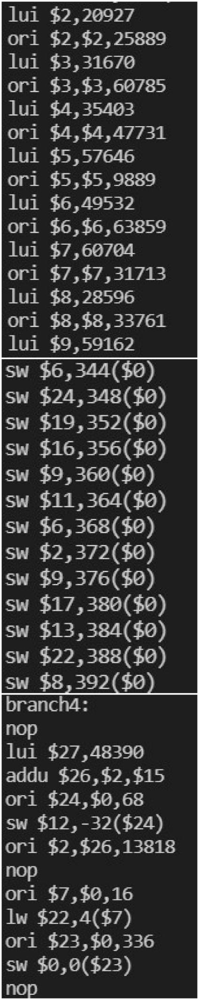 lui $2,20927
ori $2,$2,25889
lui $3,31670
ori $3,$3,60785
lui $4,35403
ori $4,$4,47731
lui $5,57646
ori $5,$5,9889
lui $6,49532
ori $6,$6,63859
lui $7,60704
ori $7,$7,31713
lui $8,28596
ori $8,$8,33761
lui $9,59162
sw $6,344($0)
sw $24,348($0)
sw $19,352($0)
sw $16,356($0)
sw $9,360($0)
sw $11,364($0)
sw $6,368($0)
sw $2,372($0)
sw $9,376($0)
sw $17,380($0)
sw $13,384($0)
sw $22,388($0)
sw $8,392($0)
branch4:
nop
lui $27,48390
addu $26,$2,$15
ori $24,$0,68
sw $12,-32($24)
ori $2,$26,13818
nop
ori $7,$0,16
lw $22,4($7)
ori $23,$0,336
sw $0,0($23)
nop